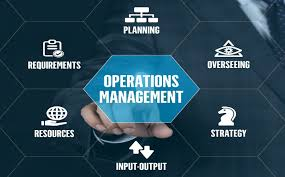 PLANNING
REQUIREMENTS
OVERSEEING
OPERATIONS
MANAGEMENT
RESOURCES
STRATEGY
INPUT-OUTPUT